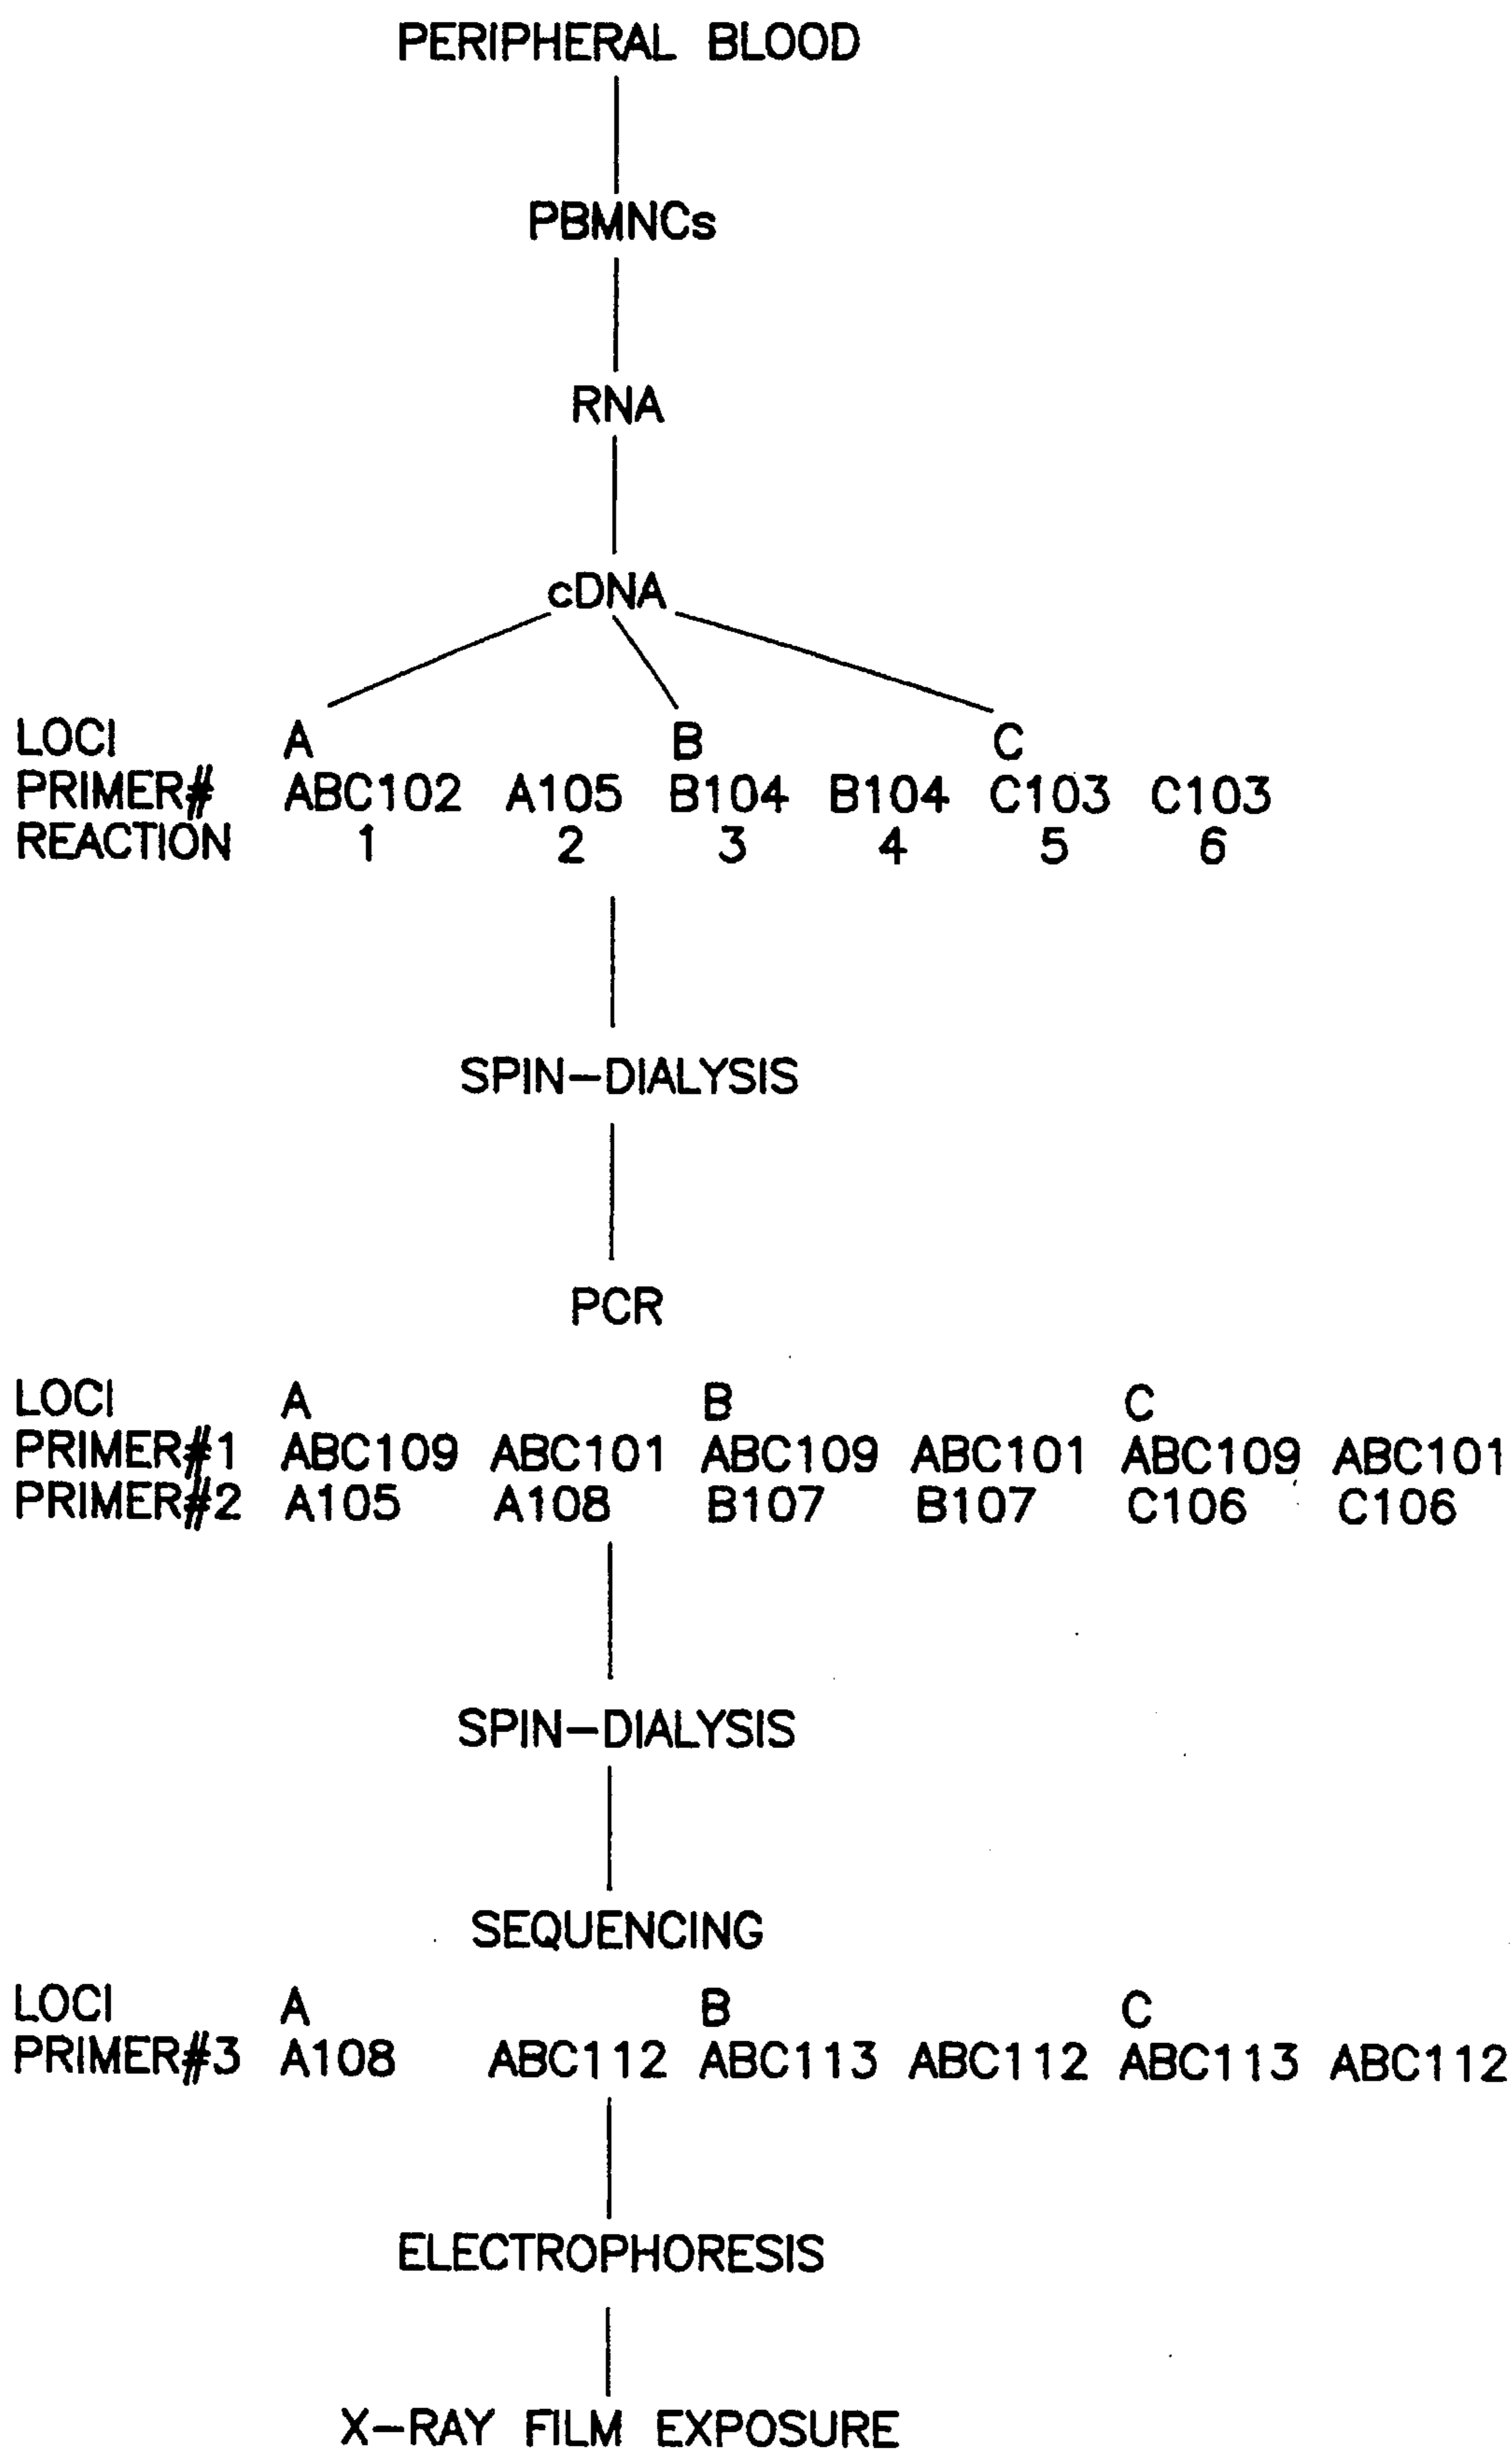 PERIPHERAL BLOOD
PBMNCs
RNA
cDNA
LOCI A B C
PRIMER# ABC102 A105 B104 B104 C103 C103
REACTION 1 2 3 4 5 6
SPIN-DIALYSIS
PCR
LOCI A B C
PRIMER#1 ABC109 ABC101 ABC109 ABC101 ABC109 ABC101
PRIMER#2 A105 A108 B107 B107 C106 C106
SPIN-DIALYSIS
SEQUENCING
LOCI A B C
PRIMER#3 A108 ABC112 ABC113 ABC112 ABC113 ABC112
ELECTROPHORESIS
X-RAY FILM EXPOSURE